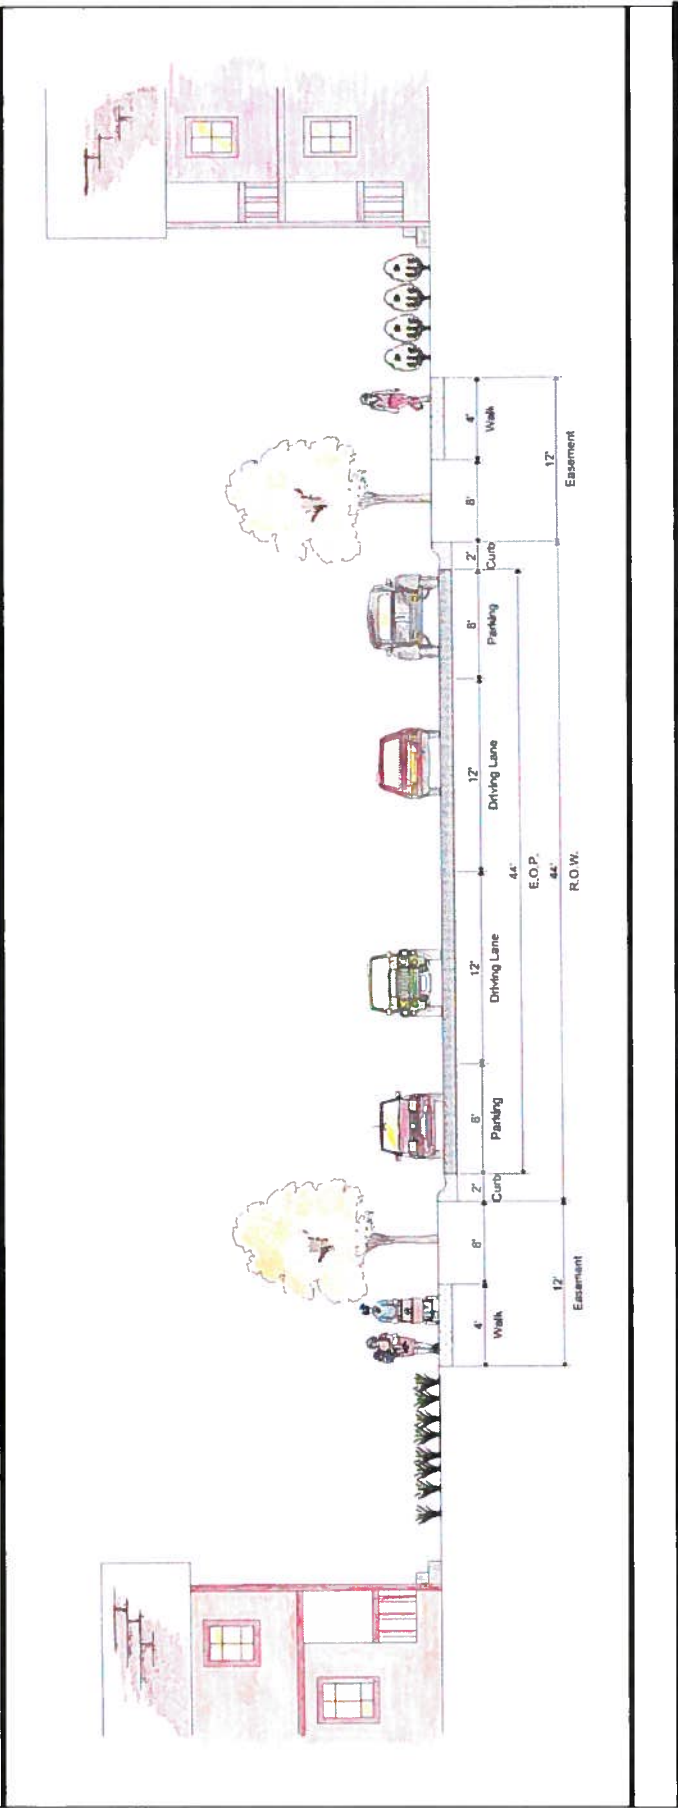 4' 8' 2' 8' 12' 12' 8' 2' 8' 4'
Walk Curb Parking Driving Lane Driving Lane Parking Curb Walk
44'
E.O.P.
12' 44' 12'
Easement R.O.W. Easement